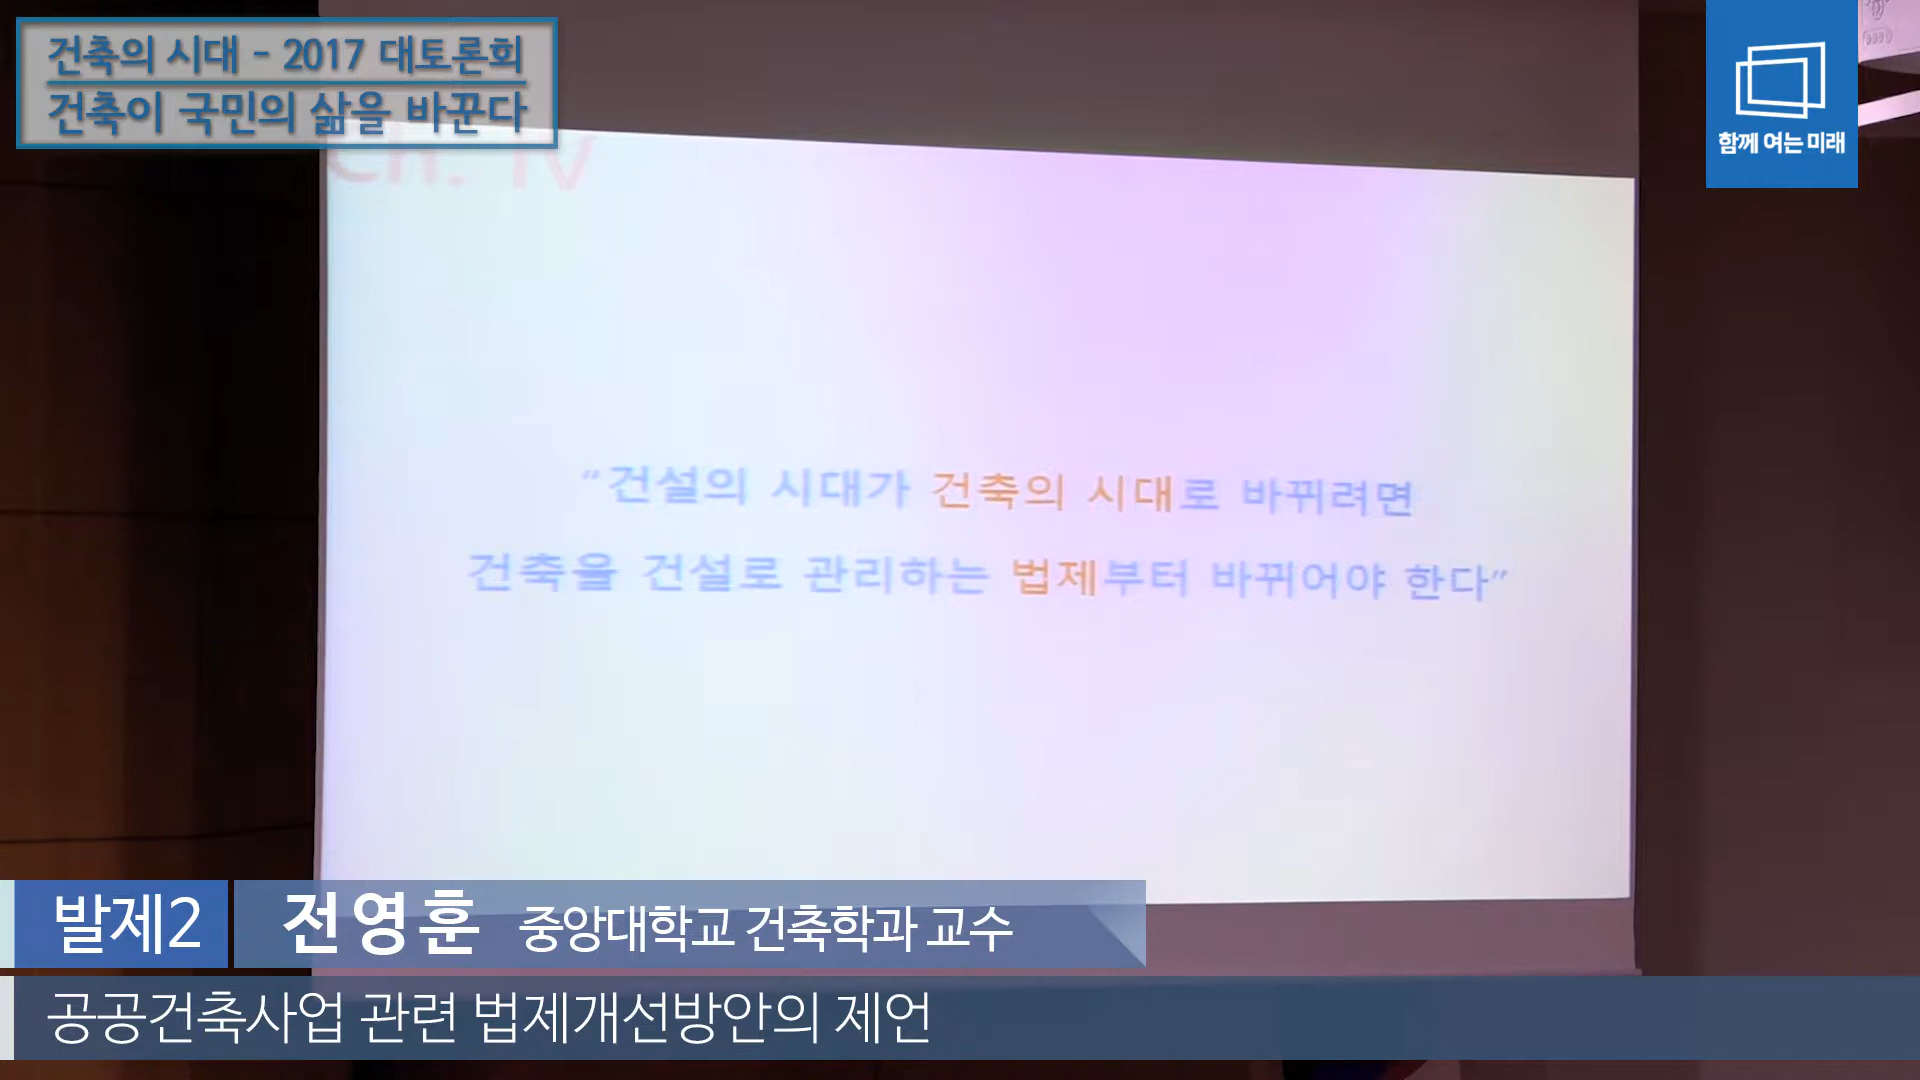 건축의 시대 - 2017 대토론회
건축이 국민의 삶을 바꾼다
함께 여는 미래
Ch. IV
“건설의 시대가 건축의 시대로 바뀌려면
건축을 건설로 관리하는 법제부터 바뀌어야 한다”
발제2 전영훈 중앙대학교 건축학과 교수
공공건축사업 관련 법제개선방안의 제언